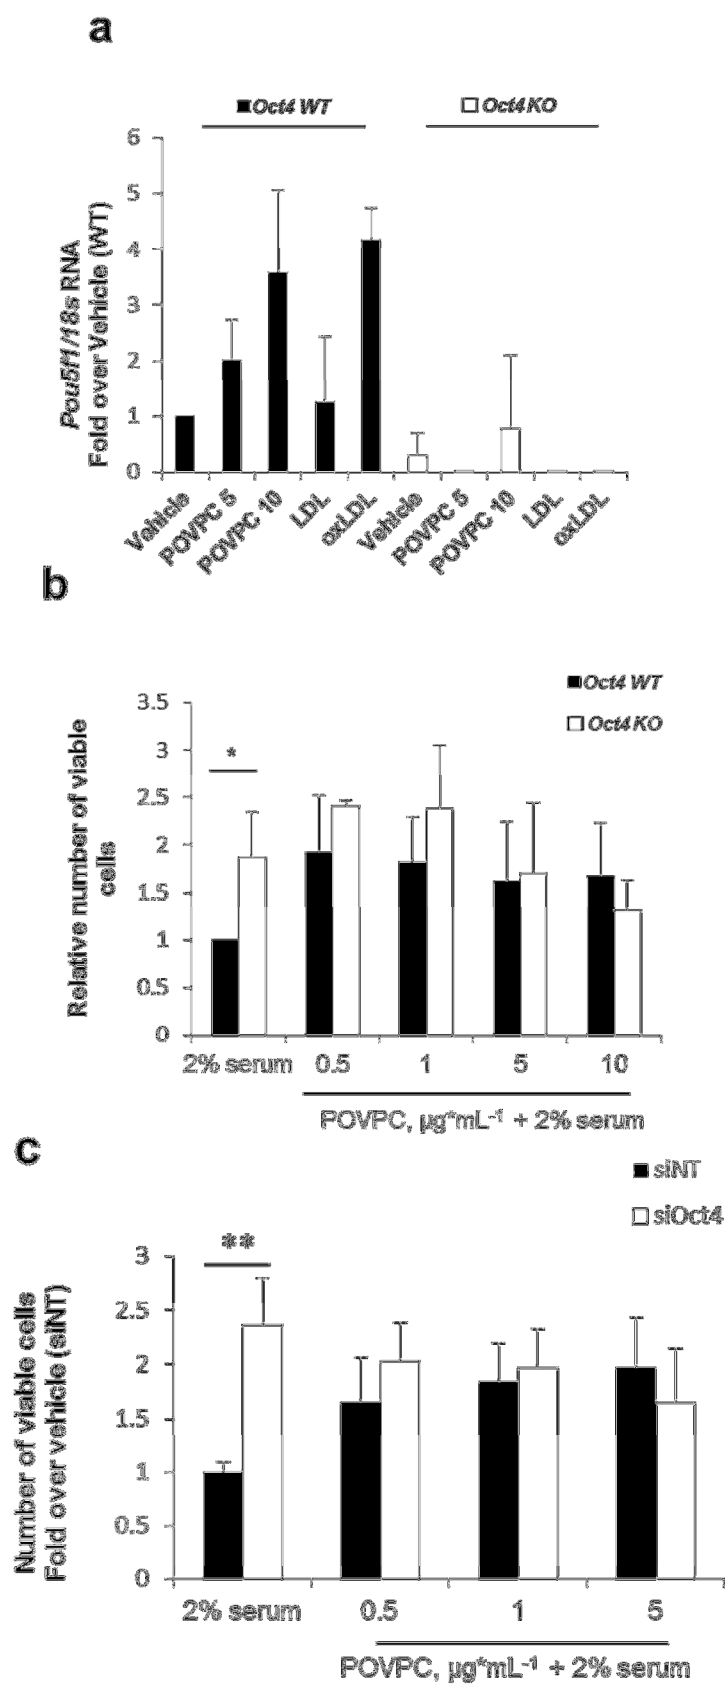 a
Oct4 WT
Oct4 KO
Pou5f1/18s RNA
Fold over Vehicle (WT)
6
5
4
3
2
1
0
Vehicle
POVPC 5
POVPC 10
LDL
oxLDL
Vehicle
POVPC 5
POVPC 10
LDL
oxLDL
b
Oct4 WT
Oct4 KO
Relative number of viable
cells
3.5
3
2.5
2
1.5
1
0.5
0
*
2% serum 0.5 1 5 10
POVPC, µg*mL-1 + 2% serum
c
siNT
siOct4
Number of viable cells
Fold over vehicle (siNT)
3
2.5
2
1.5
1
0.5
0
**
2% serum 0.5 1 5
POVPC, µg*mL-1 + 2% serum